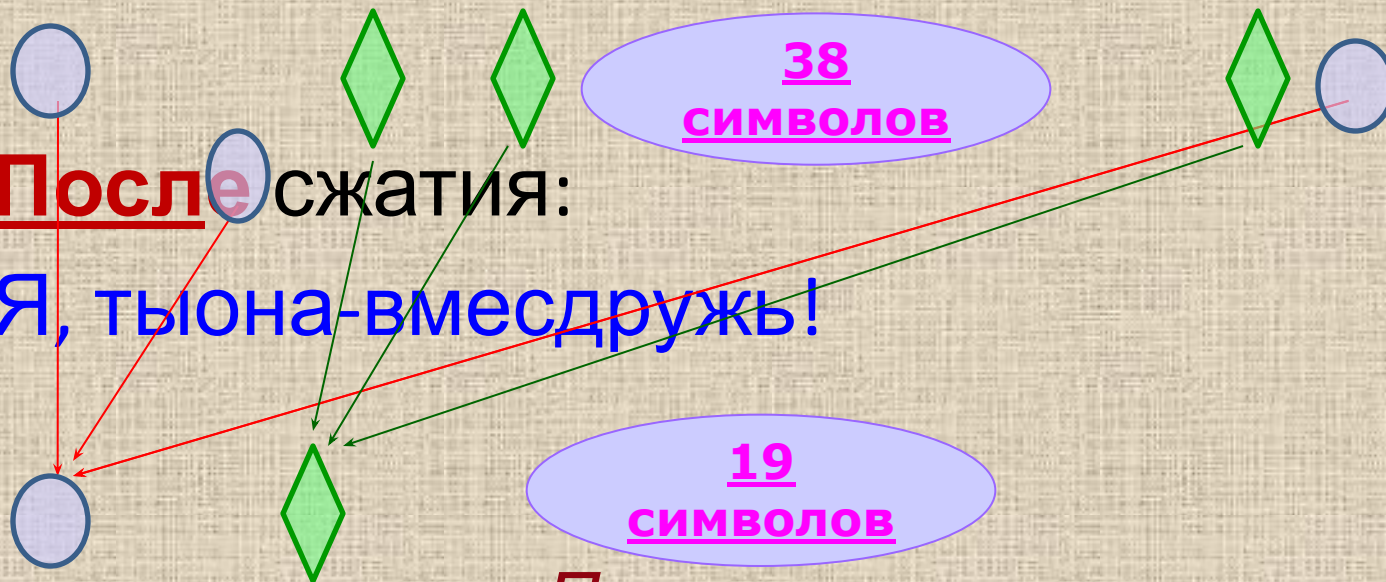 38
символов
После сжатия:
Я, тыона-вмесдружь!
19
символов